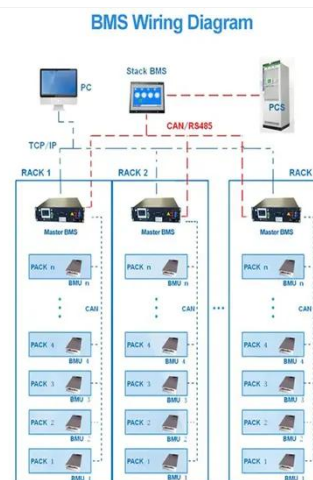 BMS Wiring Diagram
PC
Stack BMS
PCS
CAN/RS485
TCP/IP
RACK 1
RACK 2
RACK
Master BMS
Master BMS
Master BMS
PACK n
BMU n
PACK n
BMU n
PACK n
BMU n
CAN
CAN
CAN
PACK 4
BMU 4
PACK 4
BMU 4
PACK 4
BMU 4
PACK 3
BMU 3
PACK 3
BMU 3
PACK 3
BMU 3
PACK 2
BMU 2
PACK 2
BMU 2
PACK 2
BMU 2
PACK 1
BMU 1
PACK 1
BMU 1
PACK 1
BMU 1